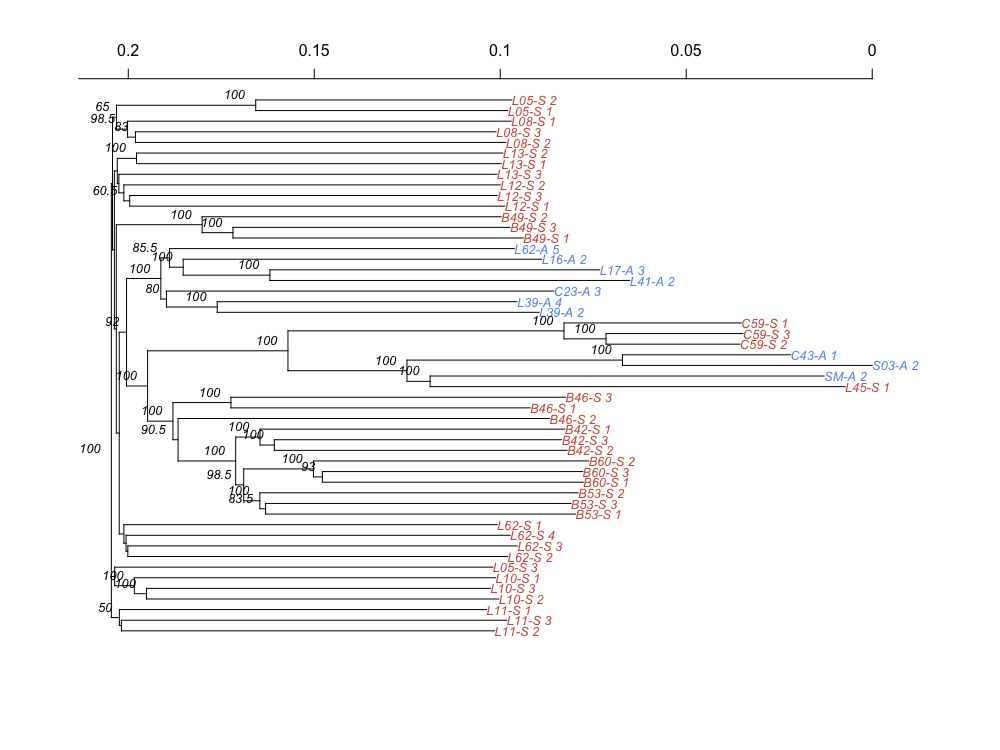 0.2 0.15 0.1 0.05 0
100 L05-S 2
65 L05-S 1
98.5 L08-S 1
83 L08-S 3
L08-S 2
100 L13-S 2
L13-S 1
L13-S 3
60.5 L12-S 2
L12-S 3
L12-S 1
100 B49-S 2
100 B49-S 3
B49-S 1
85.5 L62-A 5
100 L16-A 2
100 100 L17-A 3
L41-A 2
80 C23-A 3
100 L39-A 4
L39-A 2
92 100 C59-S 1
100 C59-S 3
100 C59-S 2
100 C43-A 1
100 S03-A 2
100 100 SM-A 2
L45-S 1
100 B46-S 3
100 B46-S 1
B46-S 2
90.5 100 B42-S 1
100 B42-S 3
100 100 B42-S 2
100 B60-S 2
98.5 93 B60-S 3
B60-S 1
100 B53-S 2
83.5 B53-S 3
B53-S 1
L62-S 1
L62-S 4
L62-S 3
L62-S 2
L05-S 3
100 L10-S 1
100 L10-S 3
L10-S 2
50 L11-S 1
L11-S 3
L11-S 2